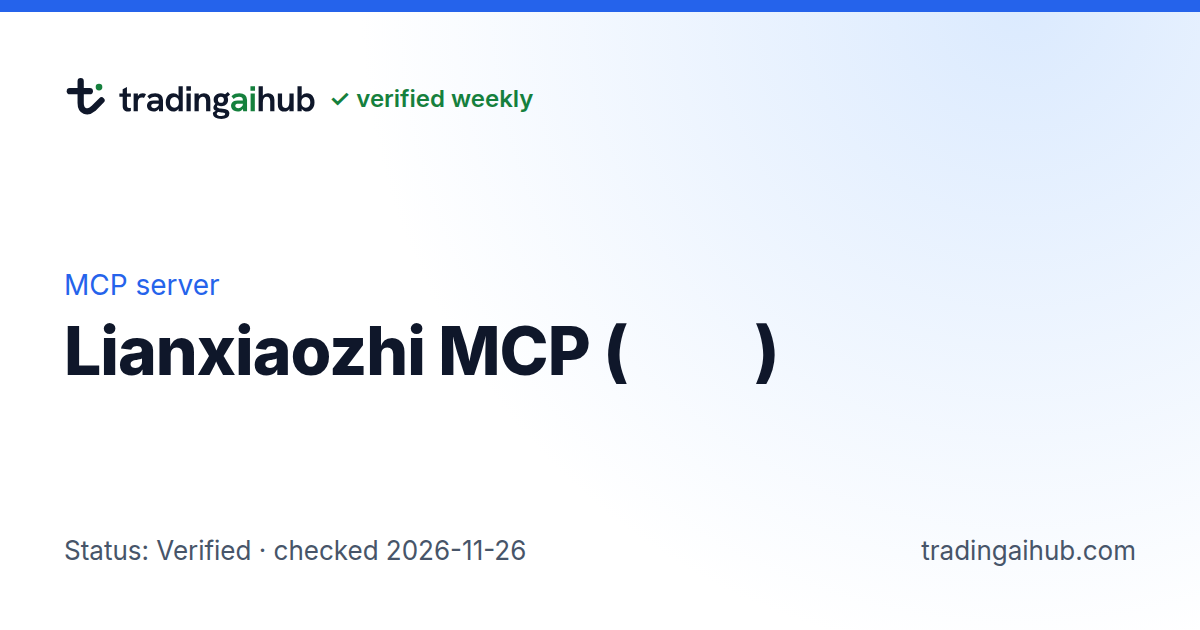 tradingaihub ✓ verified weekly
MCP server
Lianxiaozhi MCP (   )
Status: Verified · checked 2026-11-26
tradingaihub.com